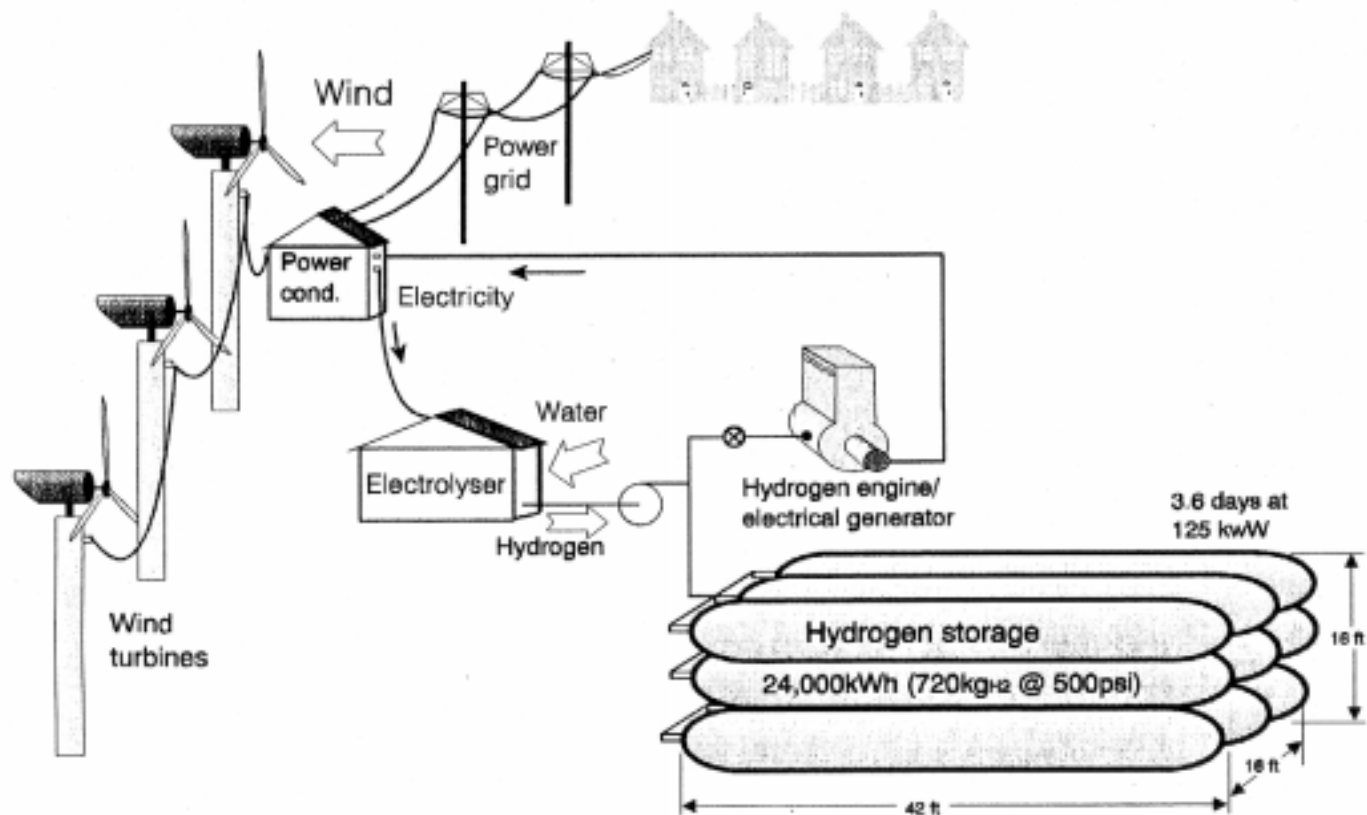 Wind
Power
grid
Power
cond.
Electricity
Water
Electrolyser
Hydrogen
Hydrogen engine/
electrical generator
3.6 days at
125 kwW
Wind
turbines
Hydrogen storage
24,000kWh (720kgH2 @ 500psi)
16 ft
16 ft
42 ft